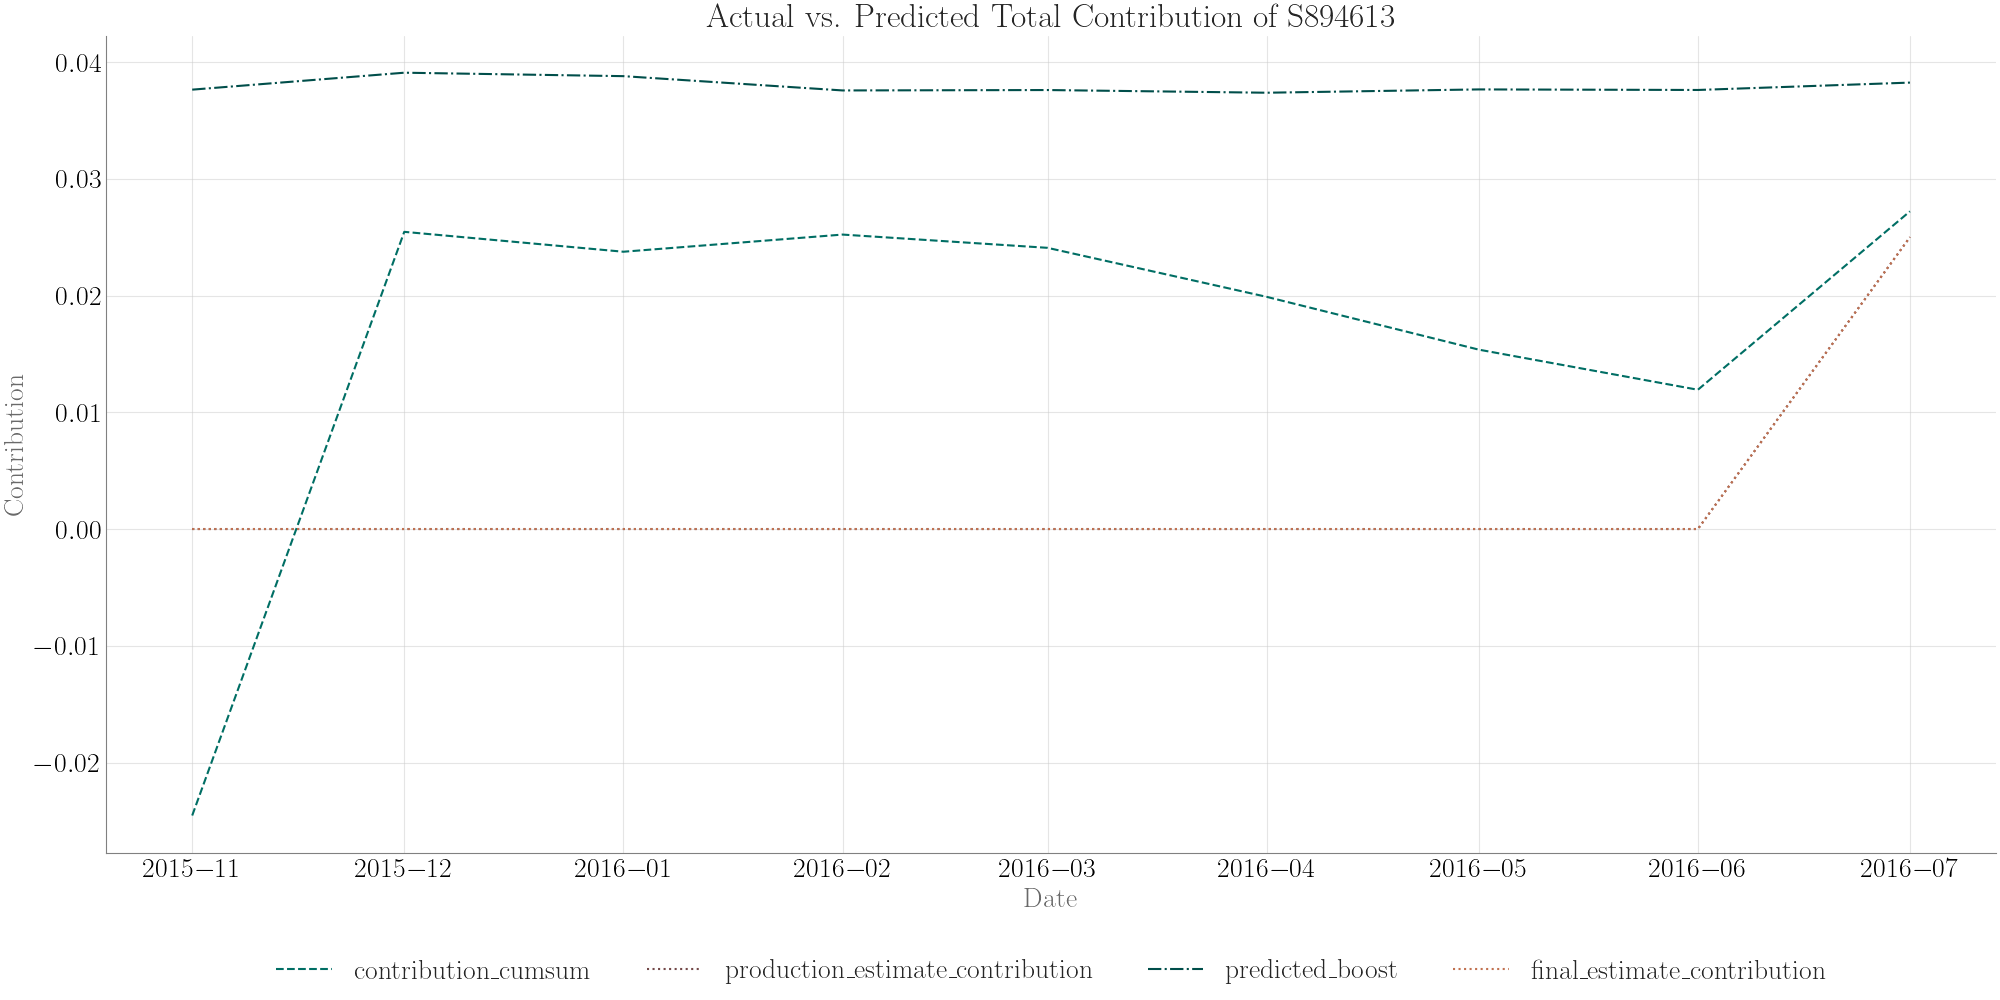 Actual vs. Predicted Total Contribution of S894613
0.04
0.03
0.02
0.01
0.00
−0.01
−0.02
Contribution
2015−11 2015−12 2016−01 2016−02 2016−03 2016−04 2016−05 2016−06 2016−07
Date
contribution_cumsum production_estimate_contribution predicted_boost final_estimate_contribution